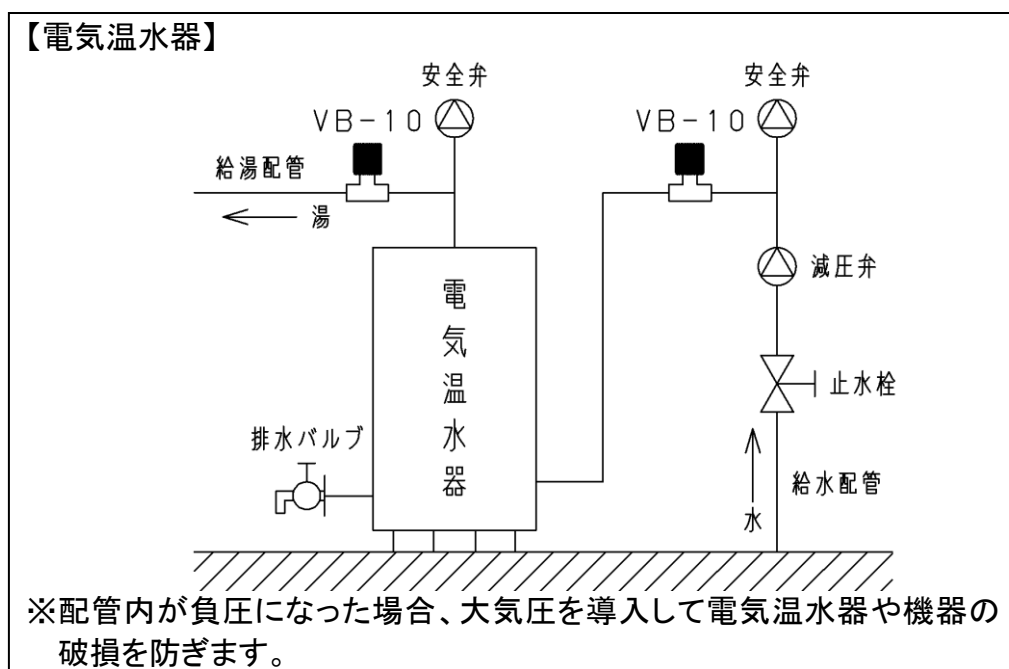 【電気温水器】
安全弁
安全弁
VB-10
VB-10
給湯配管
湯
減圧弁
電気温水器
止水栓
排水バルブ
給水配管
水
※配管内が負圧になった場合、大気圧を導入して電気温水器や機器の
破損を防ぎます。